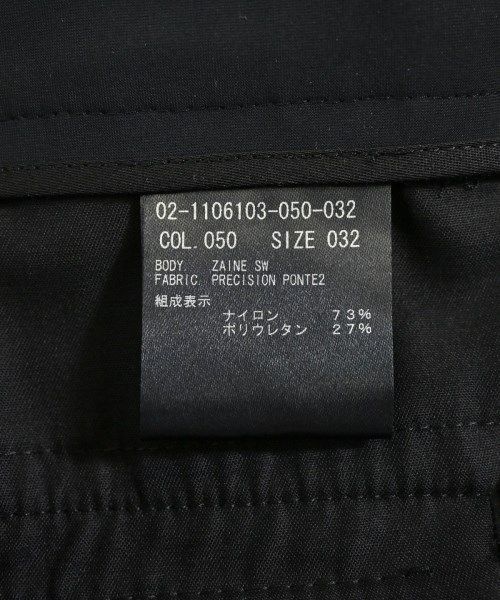 02-1106103-050-032
COL.050 SIZE 032
BODY ZAINE SW
FABRIC PRECISION PONTE2
組成表示
ナイロン 73%
ポリウレタン 27%